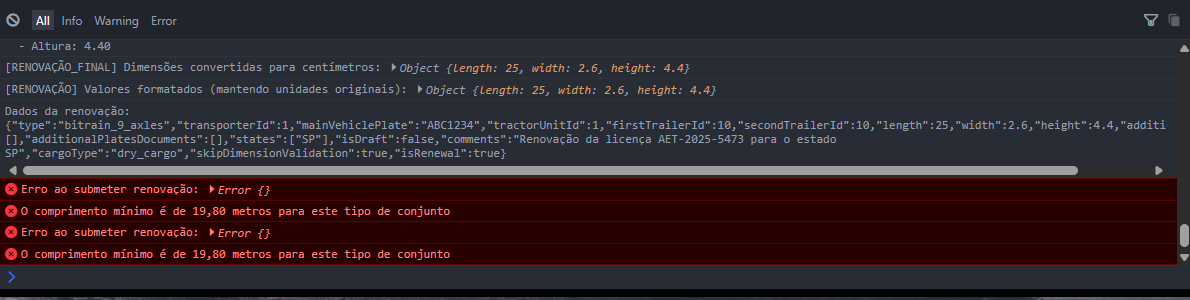 All Info Warning Error
- Altura: 4.40
[RENOVAÇÃO_FINAL] Dimensões convertidas para centímetros: Object {length: 25, width: 2.6, height: 4.4}
[RENOVAÇÃO] Valores formatados (mantendo unidades originais): Object {length: 25, width: 2.6, height: 4.4}
Dados da renovação:
{"type":"bitrain_9_axles","transporterId":1,"mainVehiclePlate":"ABC1234","tractorUnitId":1,"firstTrailerId":10,"secondTrailerId":10,"length":25,"width":2.6,"height":4.4,"additi
[],"additionalPlatesDocuments":[],"states":["SP"],"isDraft":false,"comments":"Renovação da licença AET-2025-5473 para o estado
SP","cargoType":"dry_cargo","skipDimensionValidation":true,"isRenewal":true}
Erro ao submeter renovação: Error {}
O comprimento mínimo é de 19,80 metros para este tipo de conjunto
Erro ao submeter renovação: Error {}
O comprimento mínimo é de 19,80 metros para este tipo de conjunto